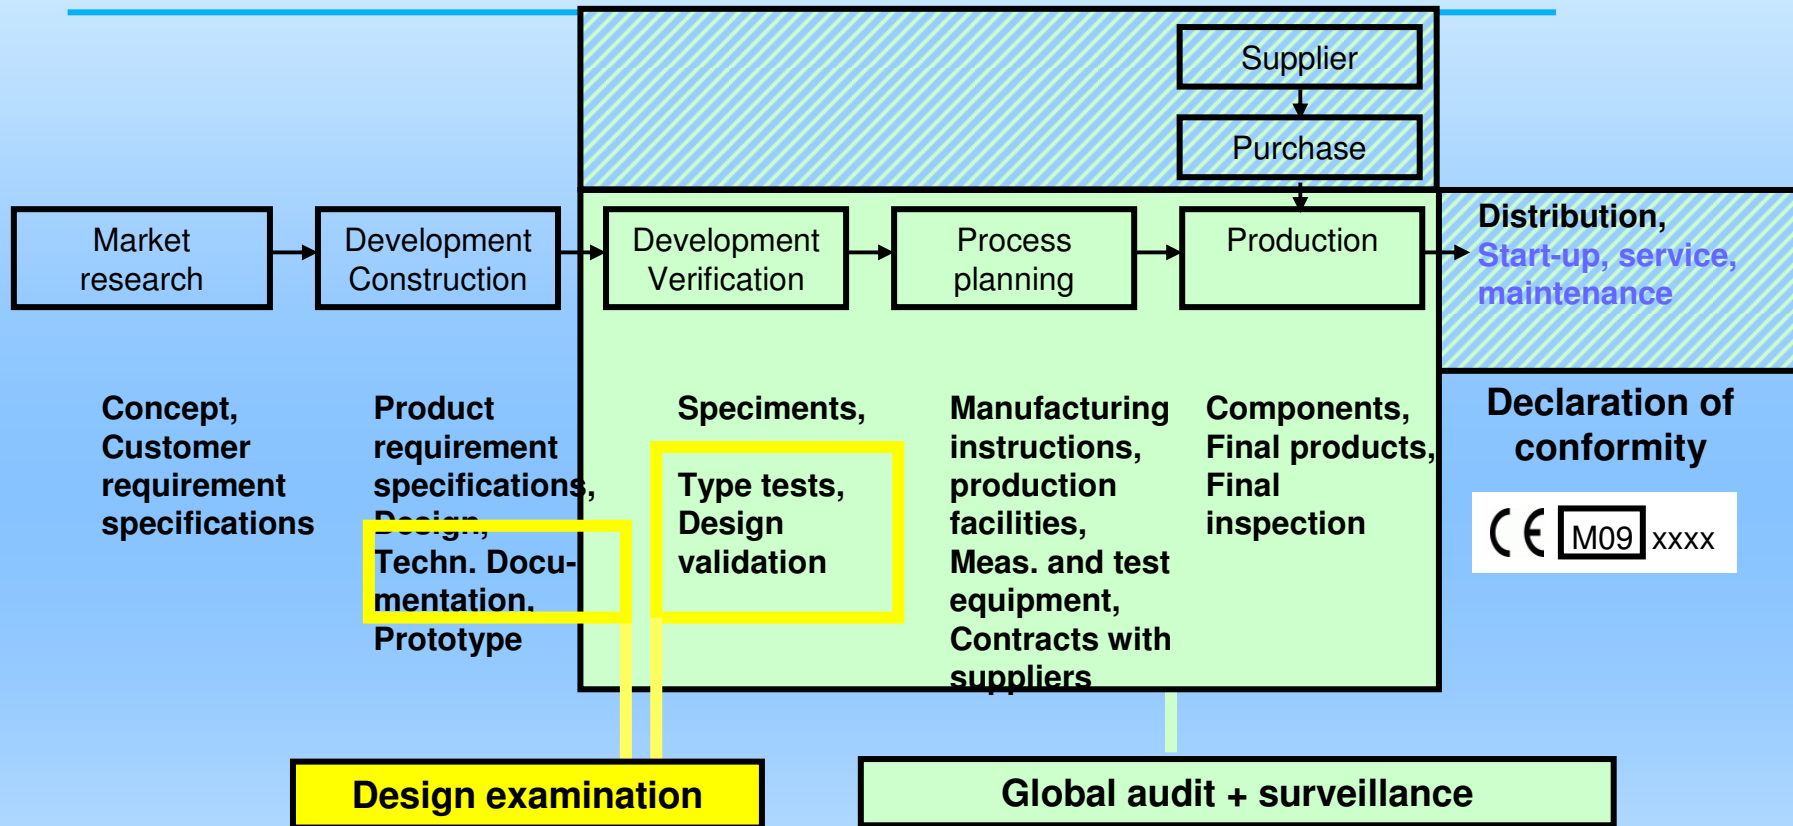 Supplier
Purchase
Market
research
Development
Construction
Development
Verification
Process
planning
Production
Distribution,
Start-up, service,
maintenance
Concept,
Customer
requirement
specifications
Product
requirement
specifications,
Design,
Techn. Docu-
mentation,
Prototype
Speciments,
Type tests,
Design
validation
Manufacturing
instructions,
production
facilities,
Meas. and test
equipment,
Contracts with
suppliers
Components,
Final products,
Final
inspection
Declaration of
conformity
CE M09 xxxx
Design examination
Global audit + surveillance